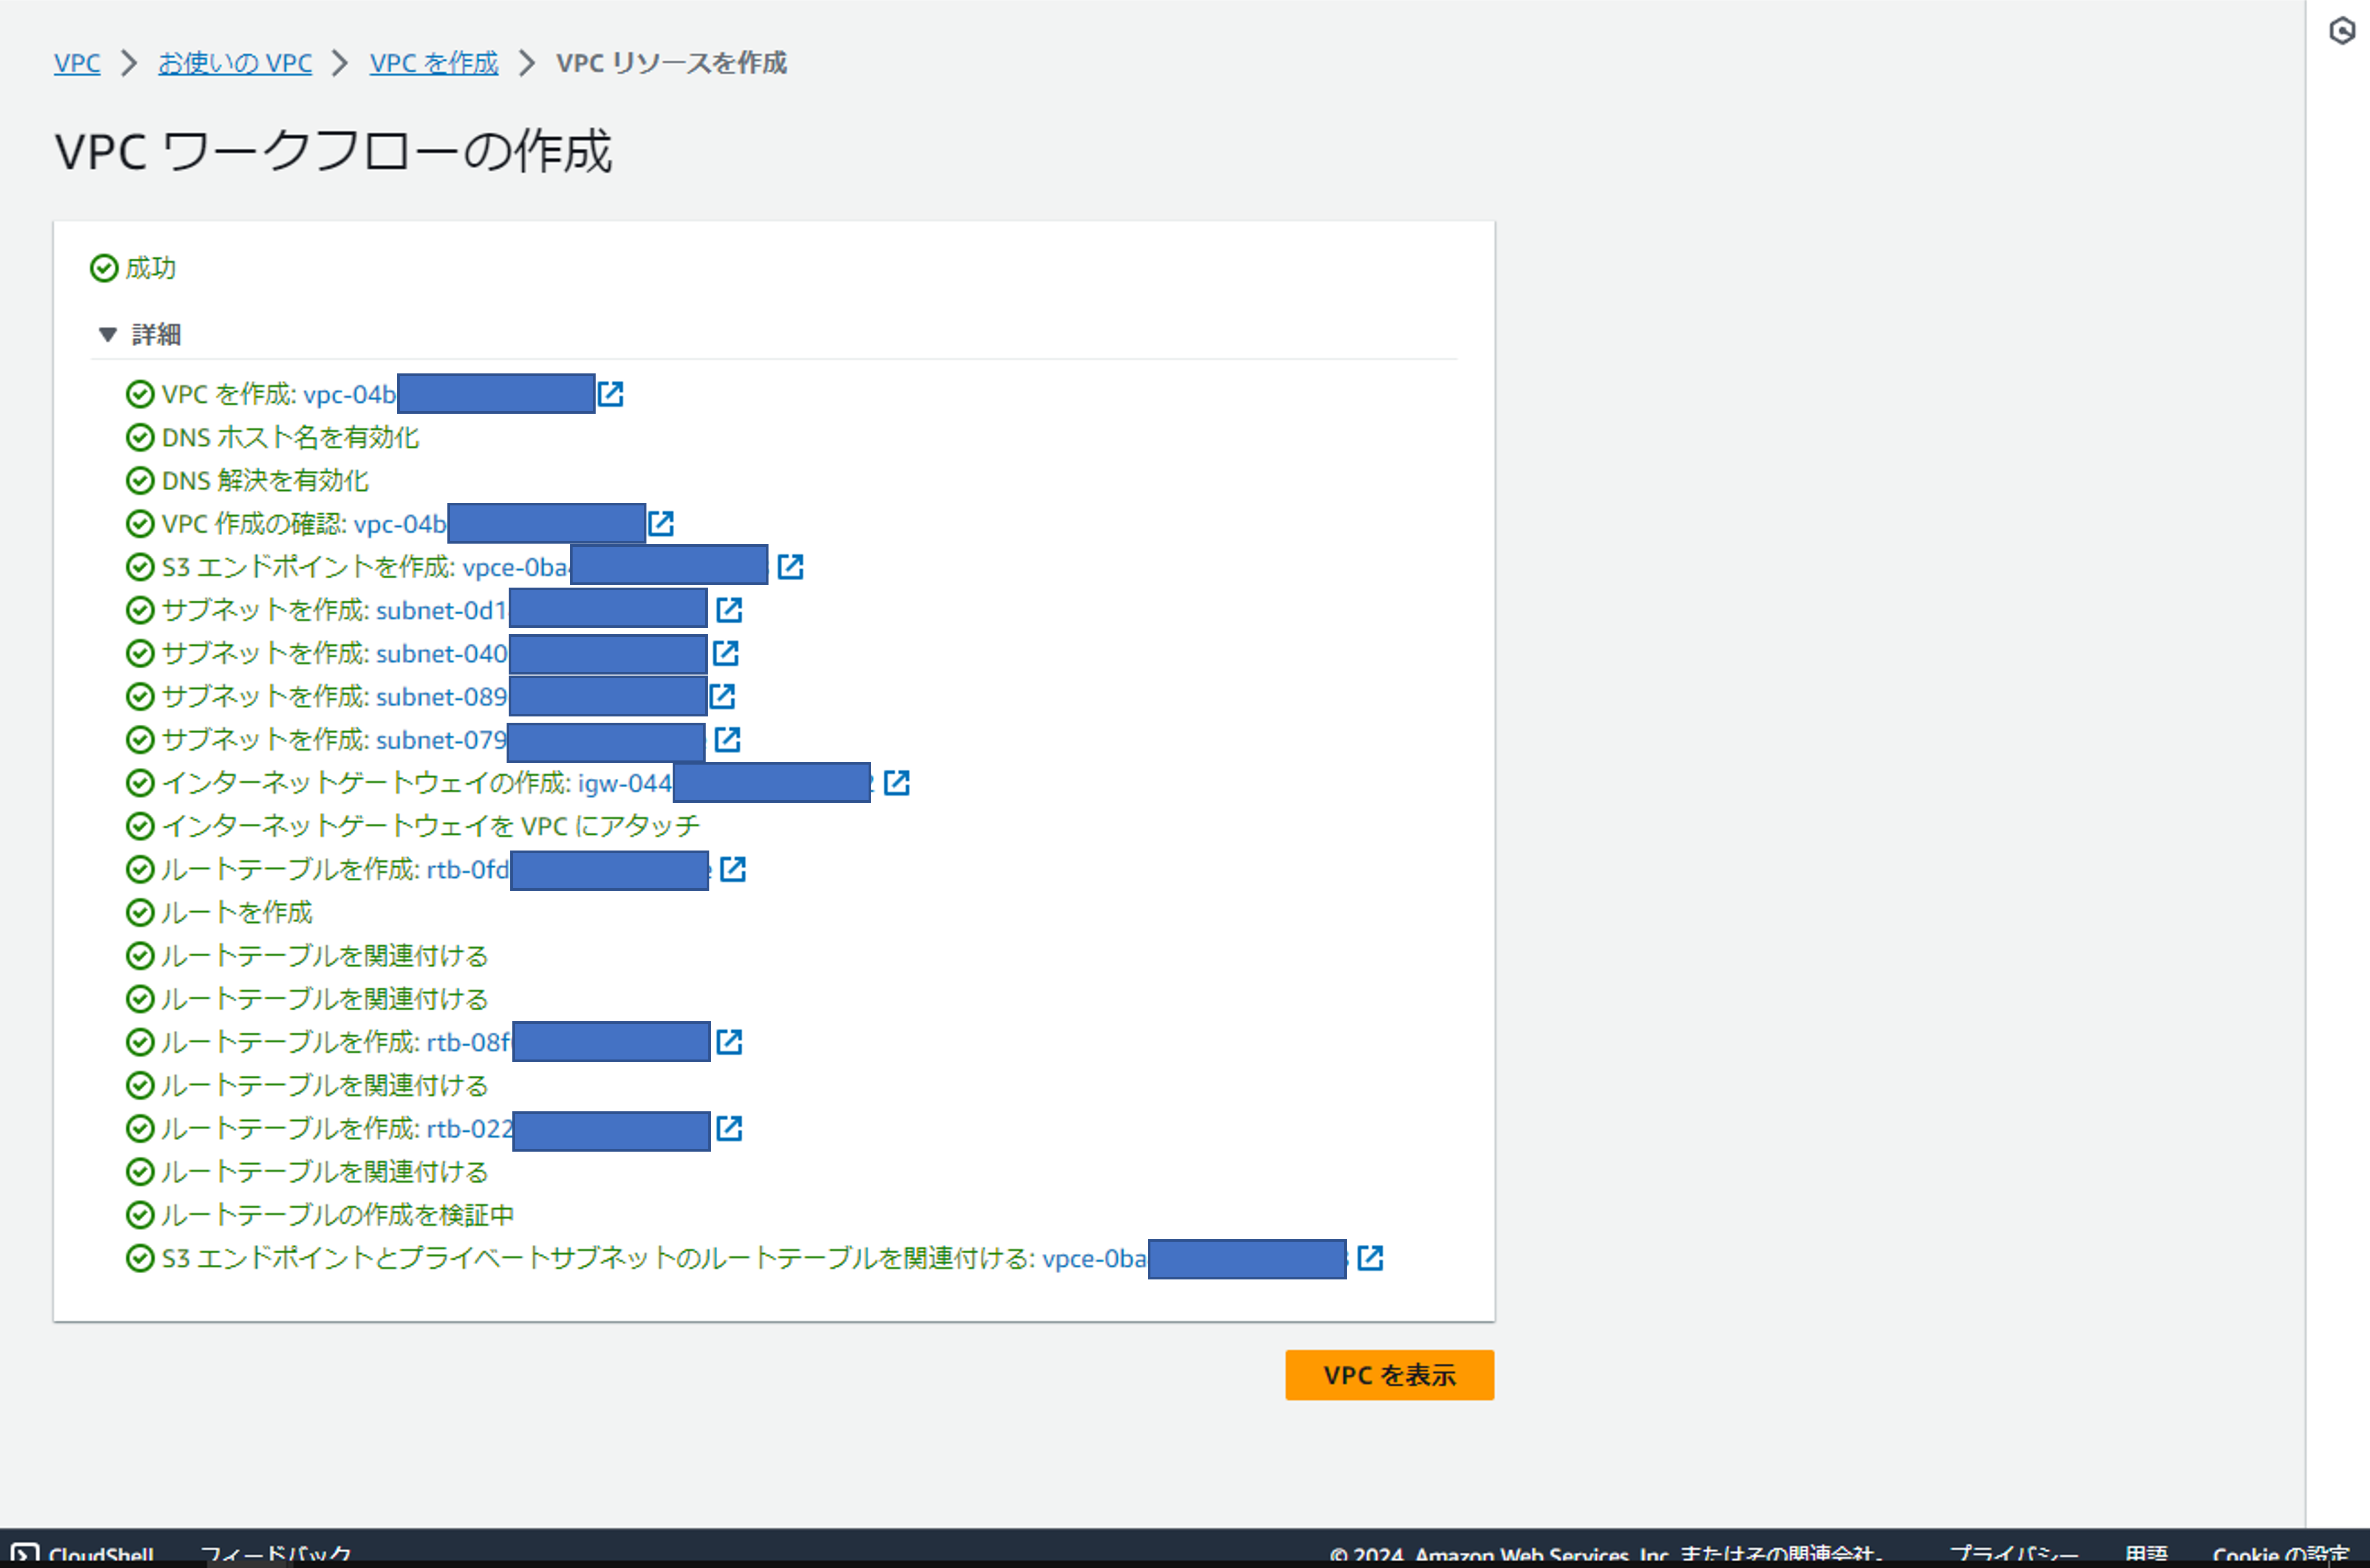 VPC > お使いの VPC > VPC を作成 > VPC リソースを作成
VPC ワークフローの作成
成功
▼ 詳細
VPC を作成: vpc-04b
DNS ホスト名を有効化
DNS 解決を有効化
VPC 作成の確認: vpc-04b
S3 エンドポイントを作成: vpce-0ba
サブネットを作成: subnet-0d1
サブネットを作成: subnet-040
サブネットを作成: subnet-089
サブネットを作成: subnet-079
インターネットゲートウェイの作成: igw-044
インターネットゲートウェイを VPC にアタッチ
ルートテーブルを作成: rtb-0fd
ルートを作成
ルートテーブルを関連付ける
ルートテーブルを関連付ける
ルートテーブルを作成: rtb-08f
ルートテーブルを関連付ける
ルートテーブルを作成: rtb-022
ルートテーブルを関連付ける
ルートテーブルの作成を検証中
S3 エンドポイントとプライベートサブネットのルートテーブルを関連付ける: vpce-0ba
VPC を表示
CloudShell フィードバック © 2024, Amazon Web Services, Inc. またはその関連会社。 プライバシー 用語 Cookie の設定